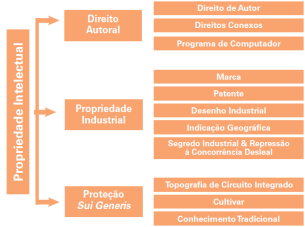 Propriedade Intelectual
Direito
Autoral
Direito de Autor
Direitos Conexos
Programa de Computador
Propriedade
Industrial
Marca
Patente
Desenho Industrial
Indicação Geográfica
Segredo Industrial & Repressão
à Concorrência Desleal
Proteção
Sui Generis
Topografia de Circuito Integrado
Cultivar
Conhecimento Tradicional